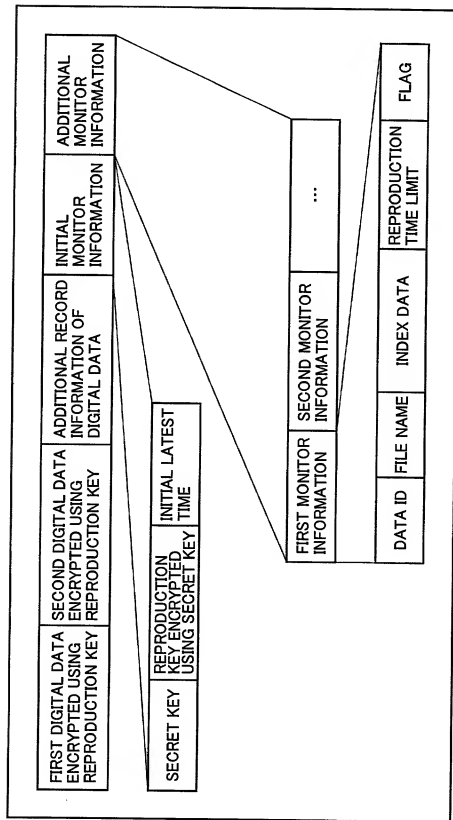 FIRST DIGITAL DATA
ENCRYPTED USING
REPRODUCTION KEY
SECOND DIGITAL DATA
ENCRYPTED USING
REPRODUCTION KEY
ADDITIONAL RECORD
INFORMATION OF
DIGITAL DATA
INITIAL
MONITOR
INFORMATION
ADDITIONAL
MONITOR
INFORMATION
SECRET KEY
REPRODUCTION
KEY ENCRYPTED
USING SECRET KEY
INITIAL LATEST
TIME
FIRST MONITOR
INFORMATION
SECOND MONITOR
INFORMATION
...
DATA ID
FILE NAME
INDEX DATA
REPRODUCTION
TIME LIMIT
FLAG